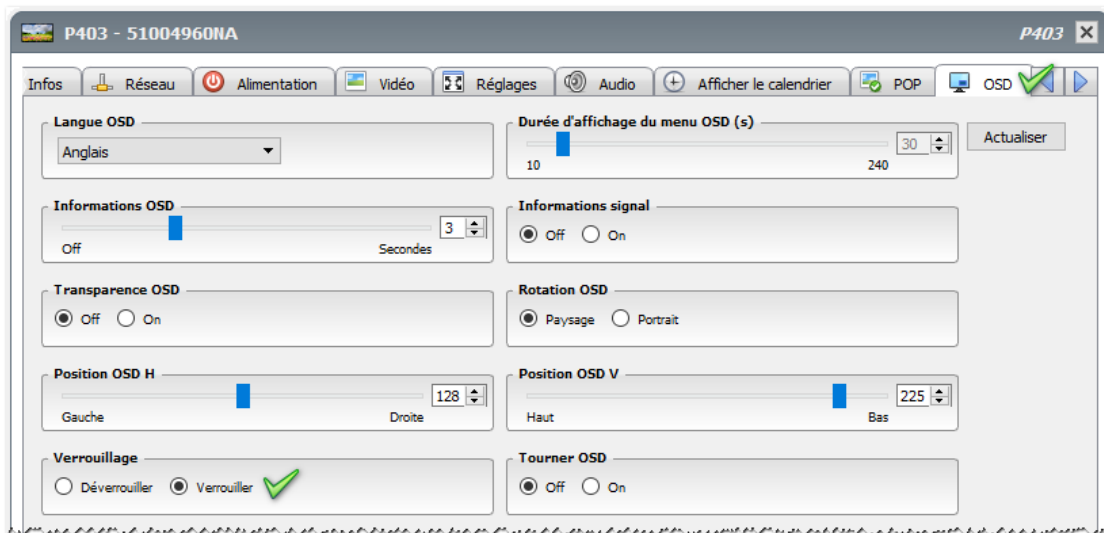 P403 - 51004960NA P403
Infos Réseau Alimentation Vidéo Réglages Audio Afficher le calendrier POP OSD
Langue OSD
Anglais
Durée d'affichage du menu OSD (s)
30
10 240
Actualiser
Informations OSD
3
Off Secondes
Informations signal
Off On
Transparence OSD
Off On
Rotation OSD
Paysage Portrait
Position OSD H
128
Gauche Droite
Position OSD V
225
Haut Bas
Verrouillage
Déverrouiller Verrouiller
Tourner OSD
Off On